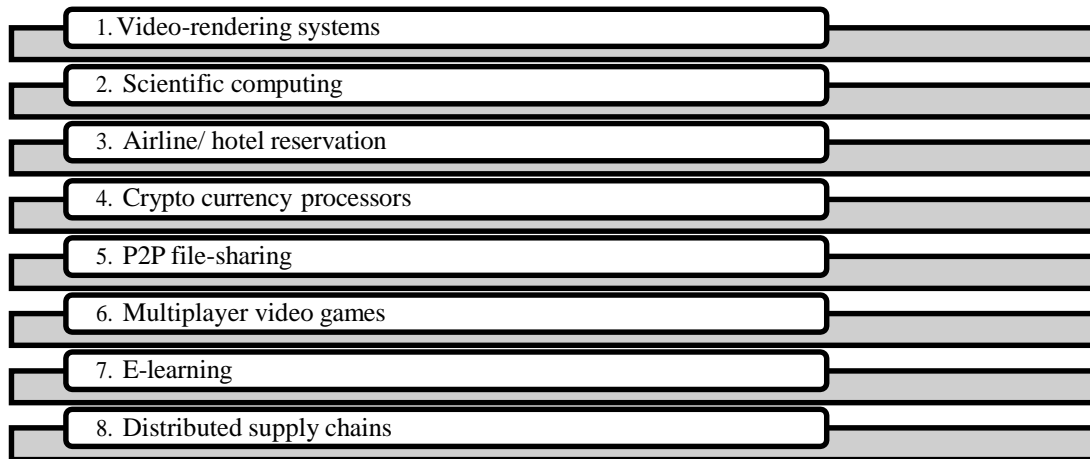 1. Video-rendering systems
2. Scientific computing
3. Airline/ hotel reservation
4. Crypto currency processors
5. P2P file-sharing
6. Multiplayer video games
7. E-learning
8. Distributed supply chains